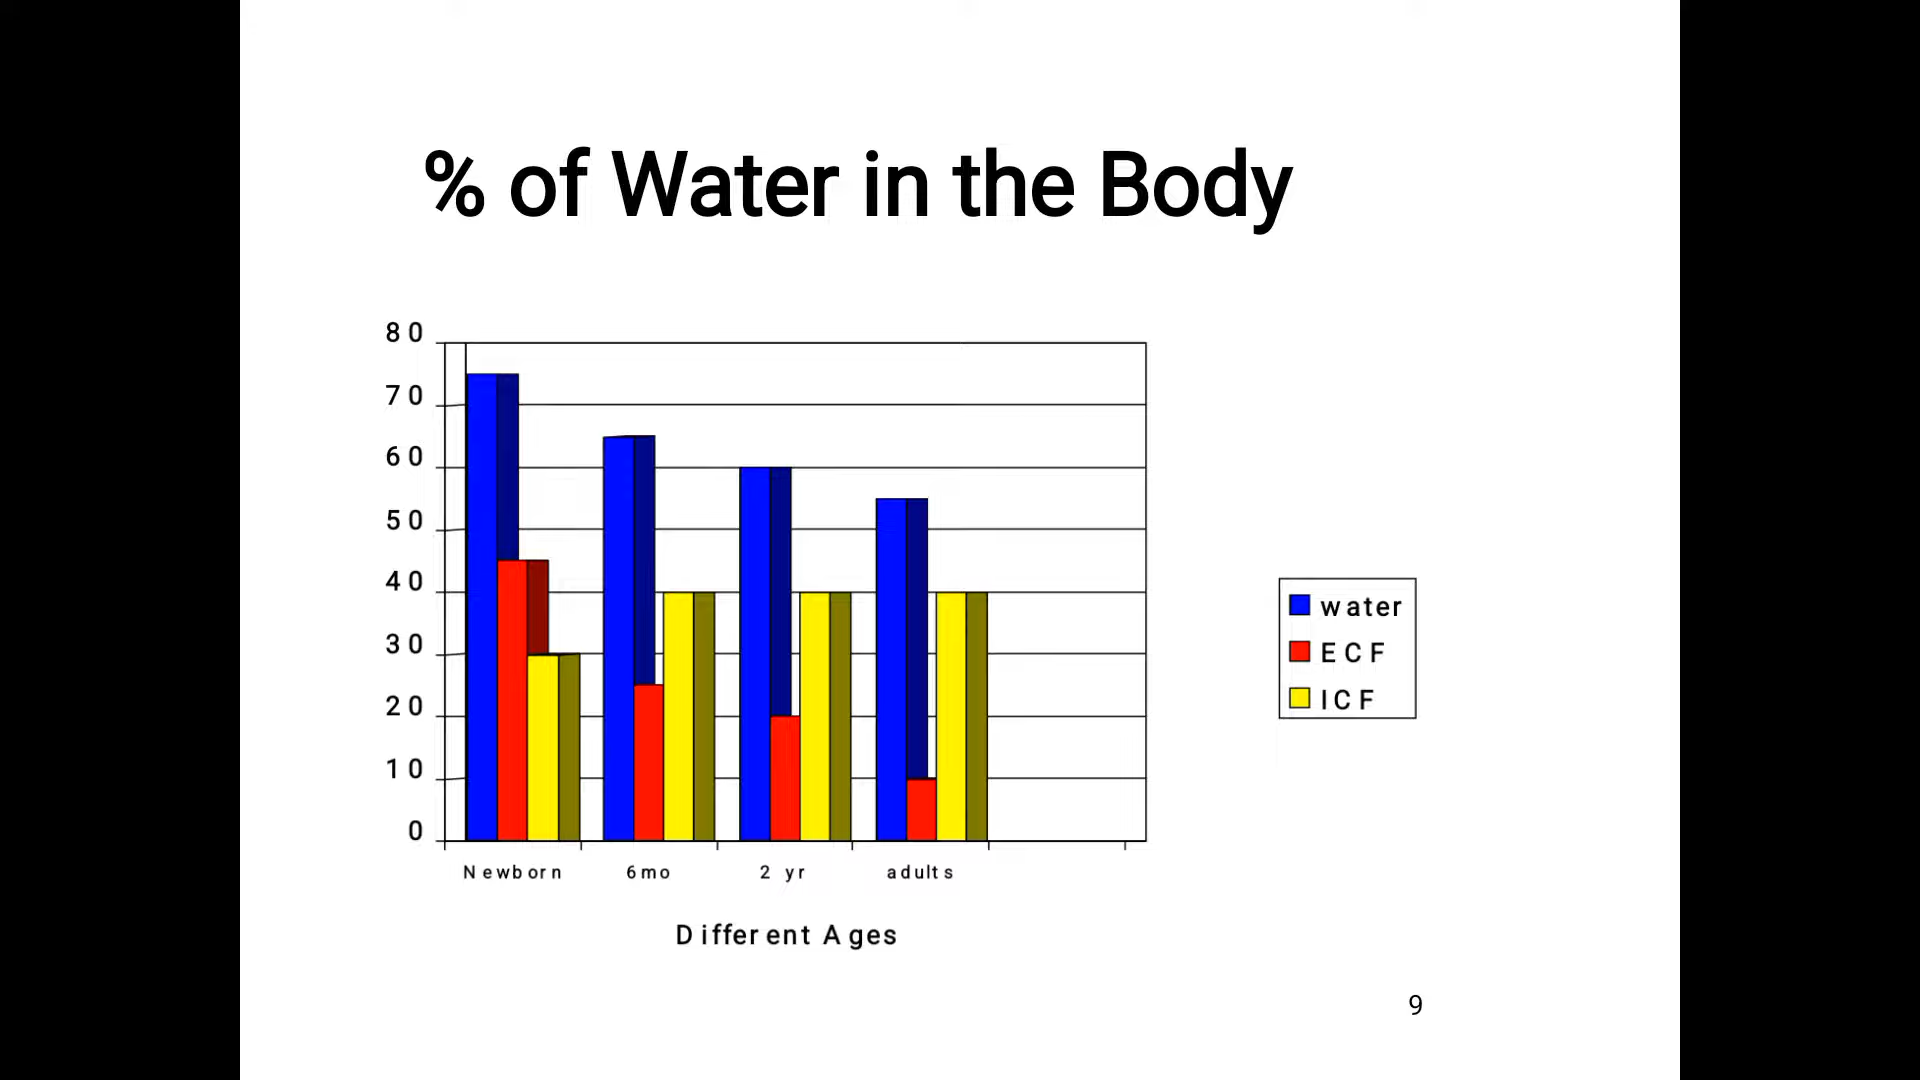 % of Water in the Body
80
70
60
50
40
30
20
10
0
Newborn 6mo 2 yr adults
Different Ages
water
ECF
ICF
9